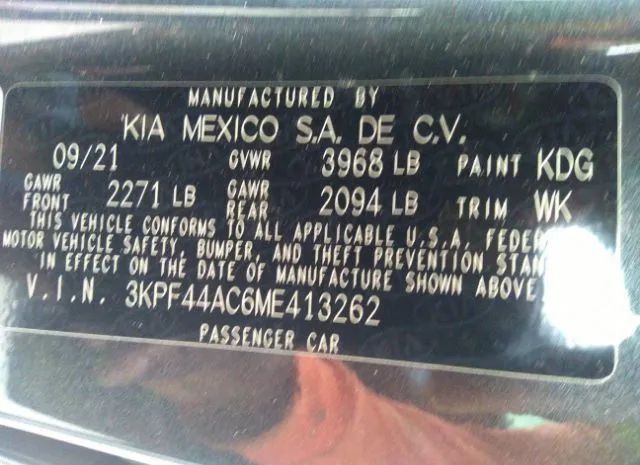 MANUFACTURED BY
KIA MEXICO S.A. DE C.V.
09/21 GVWR 3968 LB PAINT KDG
GAWR FRONT 2271 LB GAWR REAR 2094 LB TRIM WK
THIS VEHICLE CONFORMS TO ALL APPLICABLE U.S.A. FEDER
MOTOR VEHICLE SAFETY, BUMPER, AND THEFT PREVENTION STAN
IN EFFECT ON THE DATE OF MANUFACTURE SHOWN ABOVE
V.I.N. 3KPF44AC6ME413262
PASSENGER CAR